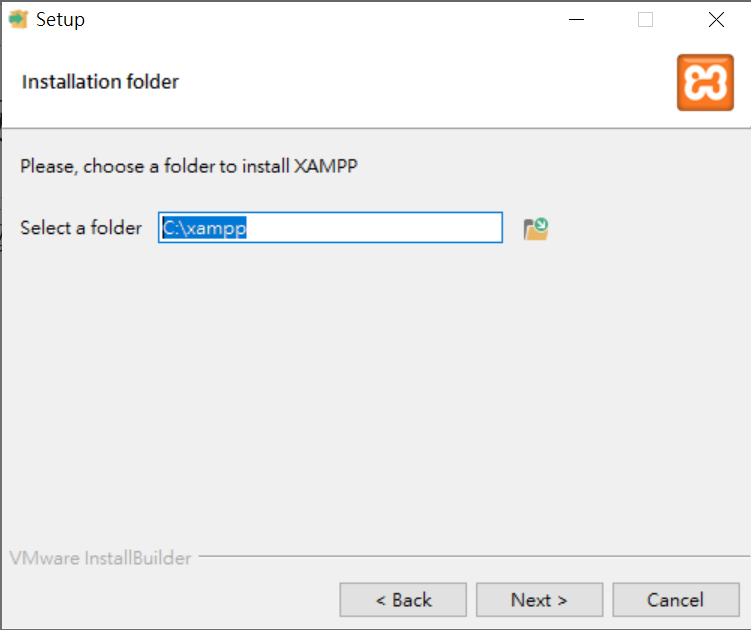 Setup
Installation folder
Please, choose a folder to install XAMPP
Select a folder C:\xampp
VMware InstallBuilder
< Back Next > Cancel